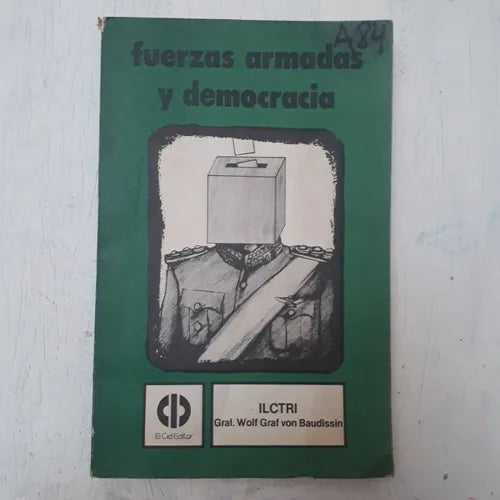 A84
fuerzas armadas
y democracia
El Cid Editor
ILCTRI
Gral. Wolf Graf von Baudissin